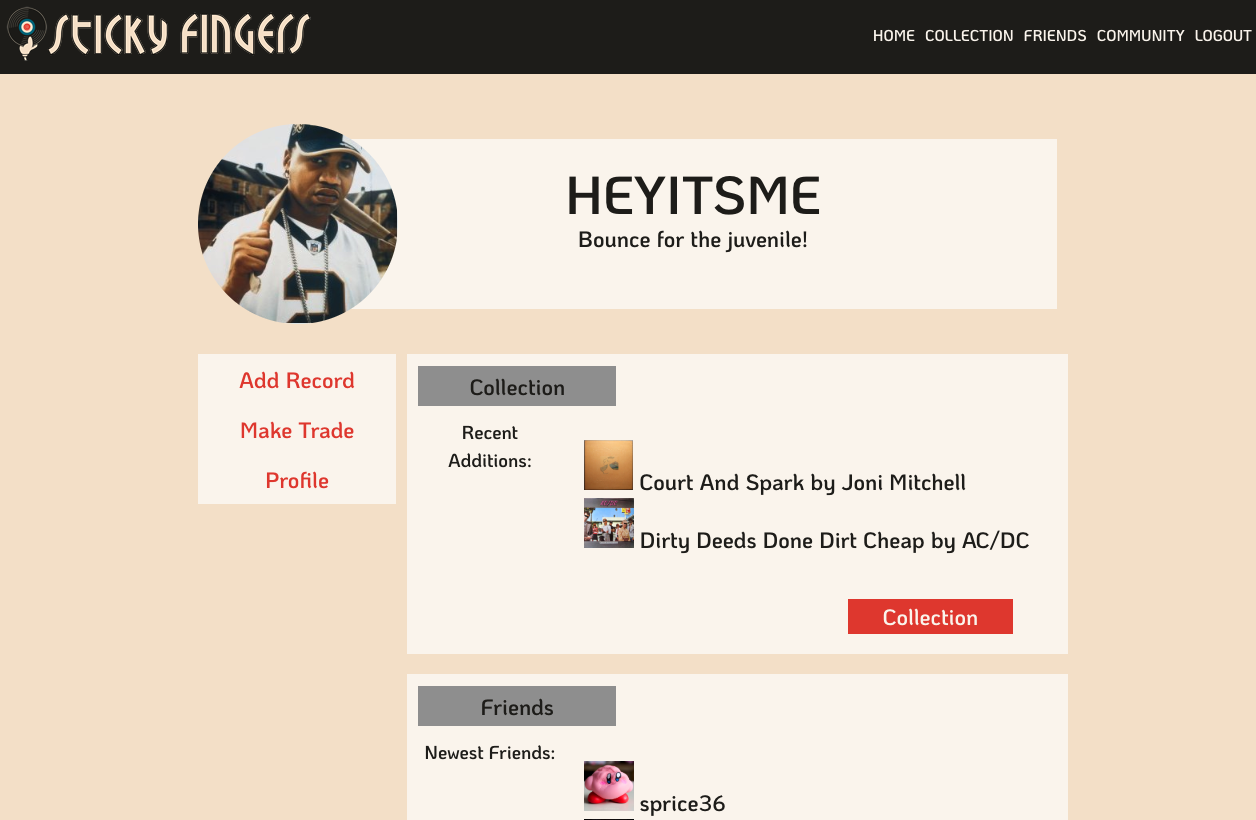 STICKY FINGERS
HOME COLLECTION FRIENDS COMMUNITY LOGOUT
HEYITSME
Bounce for the juvenile!
Add Record
Make Trade
Profile
Collection
Recent
Additions:
Court And Spark by Joni Mitchell
Dirty Deeds Done Dirt Cheap by AC/DC
Collection
Friends
Newest Friends:
sprice36